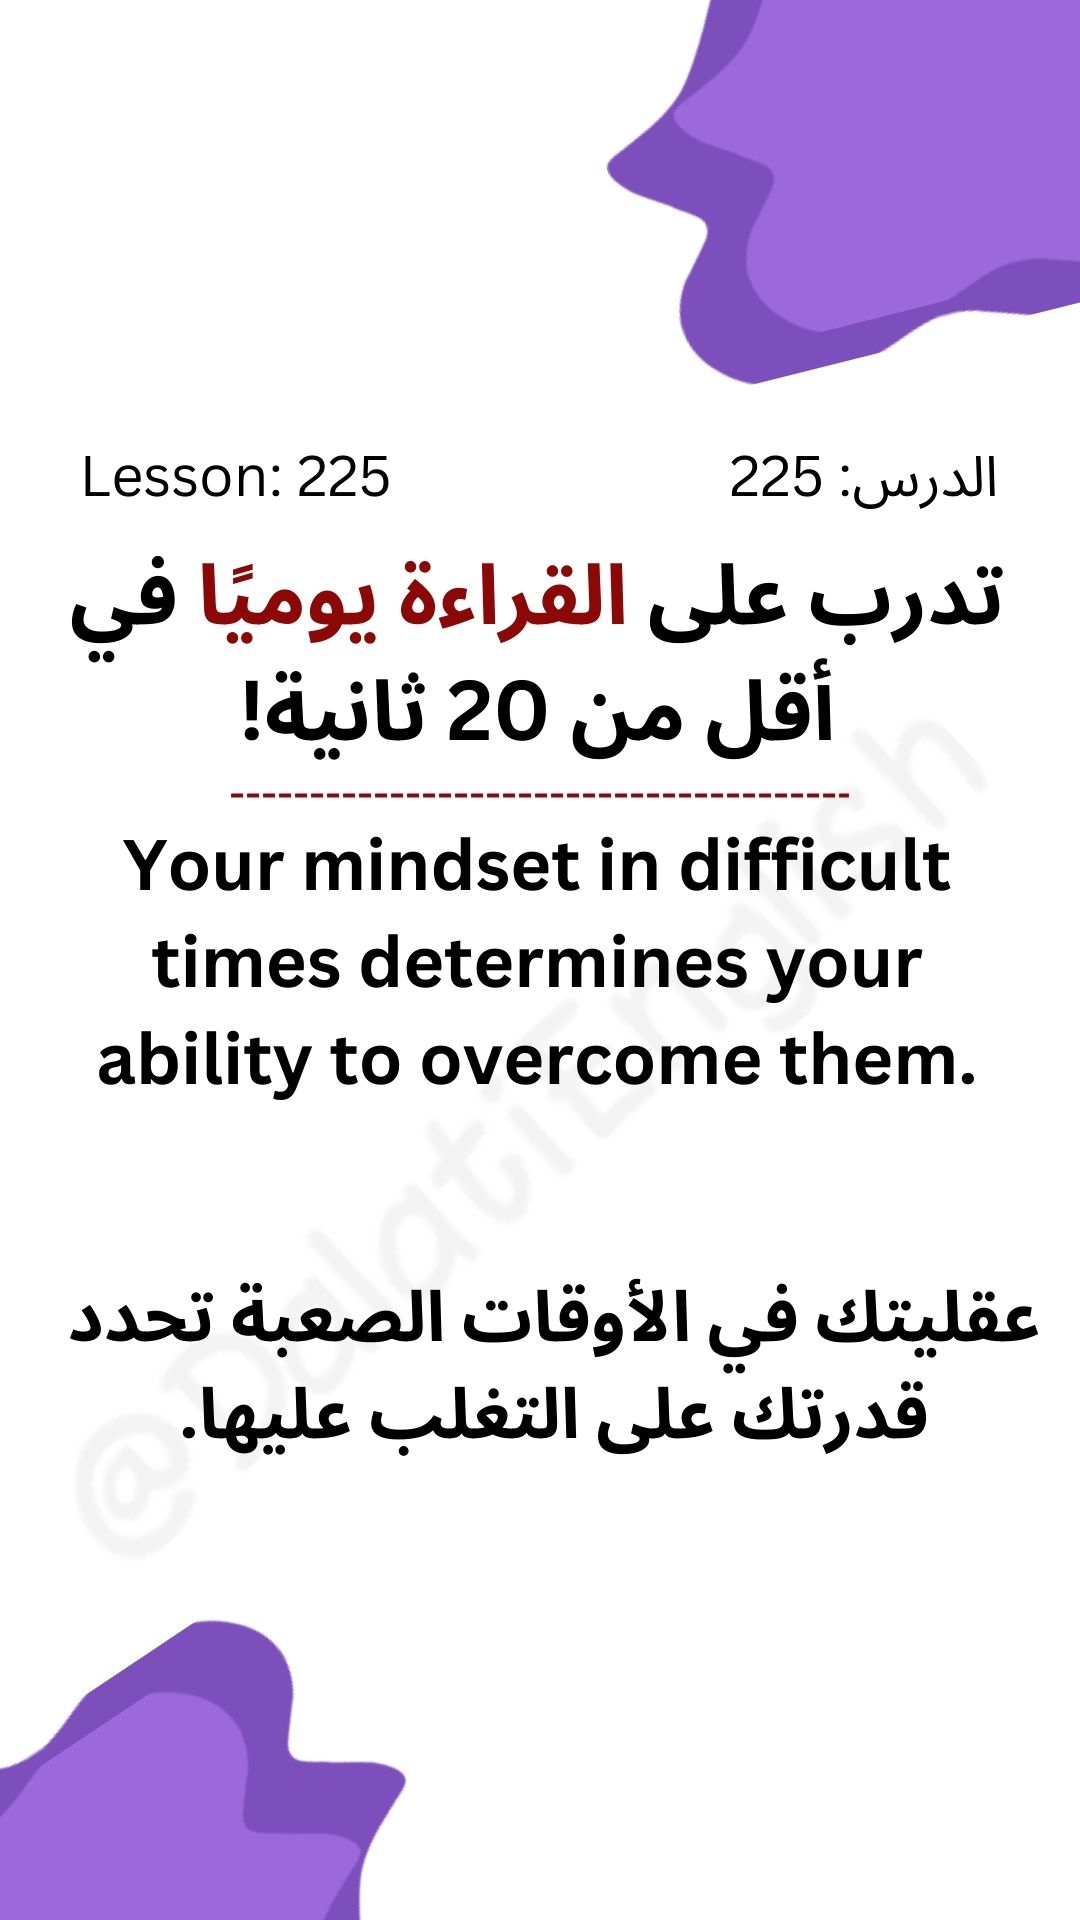 Lesson: 225
الدرس: 225
تدرب على القراءة يوميًا في
أقل من 20 ثانية!
--------------------------------------
Your mindset in difficult
times determines your
ability to overcome them.
عقليتك في الأوقات الصعبة تحدد
قدرتك على التغلب عليها.
@DalatiEnglish